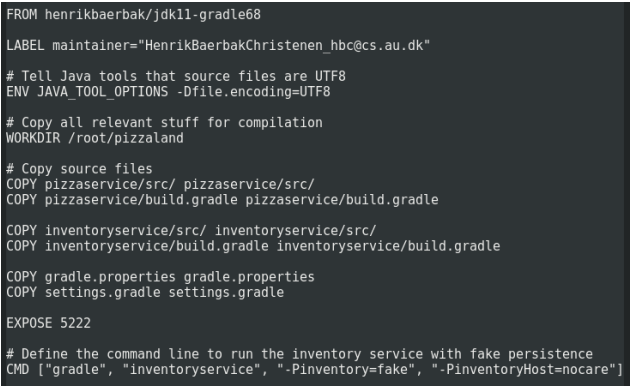 FROM henrikbaerbak/jdk11-gradle68
LABEL maintainer="HenrikBaerbakChristenen_hbc@cs.au.dk"
# Tell Java tools that source files are UTF8
ENV JAVA_TOOL_OPTIONS -Dfile.encoding=UTF8
# Copy all relevant stuff for compilation
WORKDIR /root/pizzaland
# Copy source files
COPY pizzaservice/src/ pizzaservice/src/
COPY pizzaservice/build.gradle pizzaservice/build.gradle
COPY inventoryservice/src/ inventoryservice/src/
COPY inventoryservice/build.gradle inventoryservice/build.gradle
COPY gradle.properties gradle.properties
COPY settings.gradle settings.gradle
EXPOSE 5222
# Define the command line to run the inventory service with fake persistence
CMD ["gradle", "inventoryservice", "-Pinventory=fake", "-PinventoryHost=nocare"]